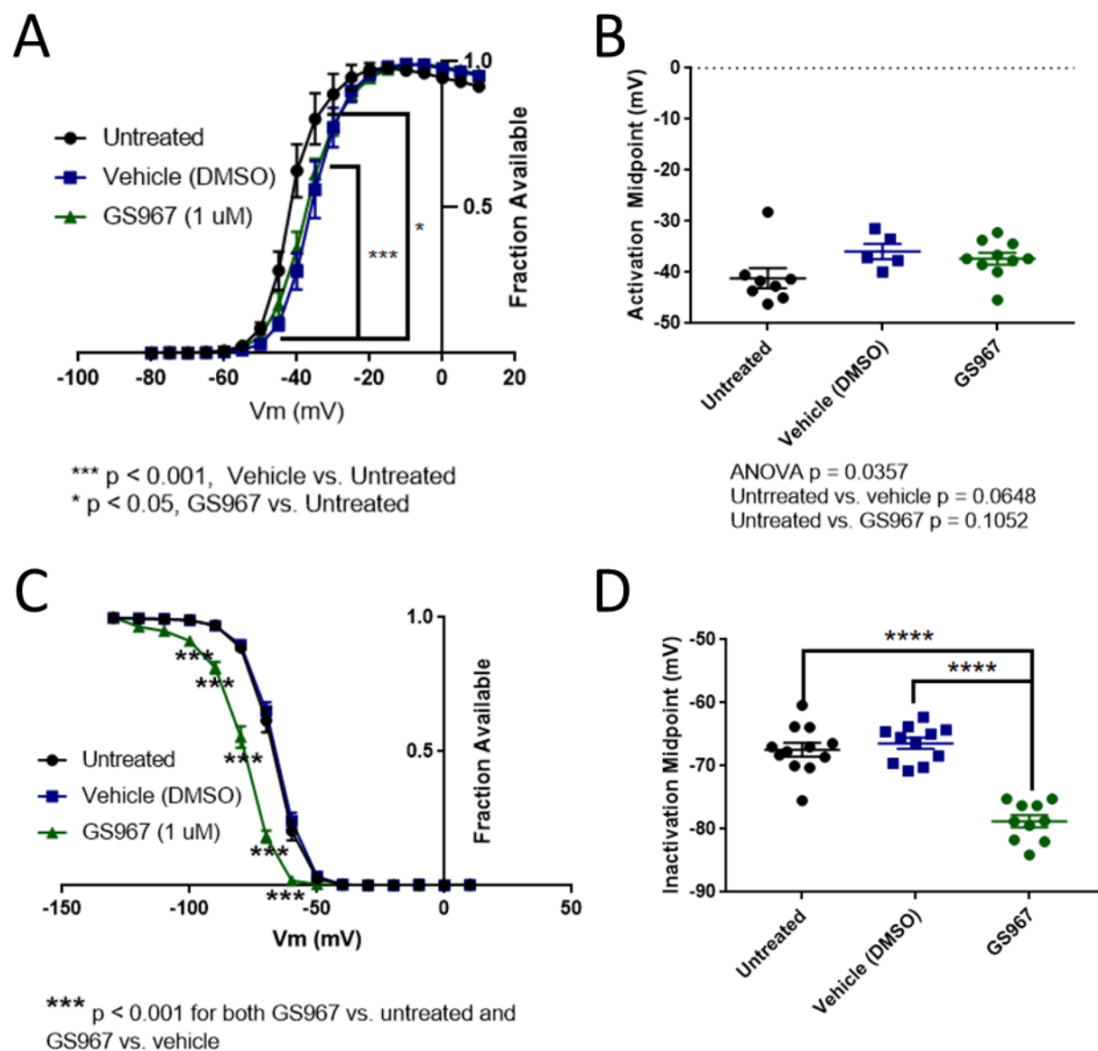 A
Untreated
Vehicle (DMSO)
GS967 (1 uM)
1.0
0.5
Fraction Available
*
***
-100 -80 -60 -40 -20 0 20
Vm (mV)
*** p < 0.001, Vehicle vs. Untreated
* p < 0.05, GS967 vs. Untreated
B
Activation Midpoint (mV)
0
-10
-20
-30
-40
-50
Untreated
Vehicle (DMSO)
GS967
ANOVA p = 0.0357
Untrreated vs. vehicle p = 0.0648
Untreated vs. GS967 p = 0.1052
C
Untreated
Vehicle (DMSO)
GS967 (1 uM)
1.0
0.5
Fraction Available
***
***
***
***
***
-150 -100 -50 0 50
Vm (mV)
*** p < 0.001 for both GS967 vs. untreated and
GS967 vs. vehicle
D
Inactivation Midpoint (mV)
-50
-60
-70
-80
-90
****
****
Untreated
Vehicle (DMSO)
GS967